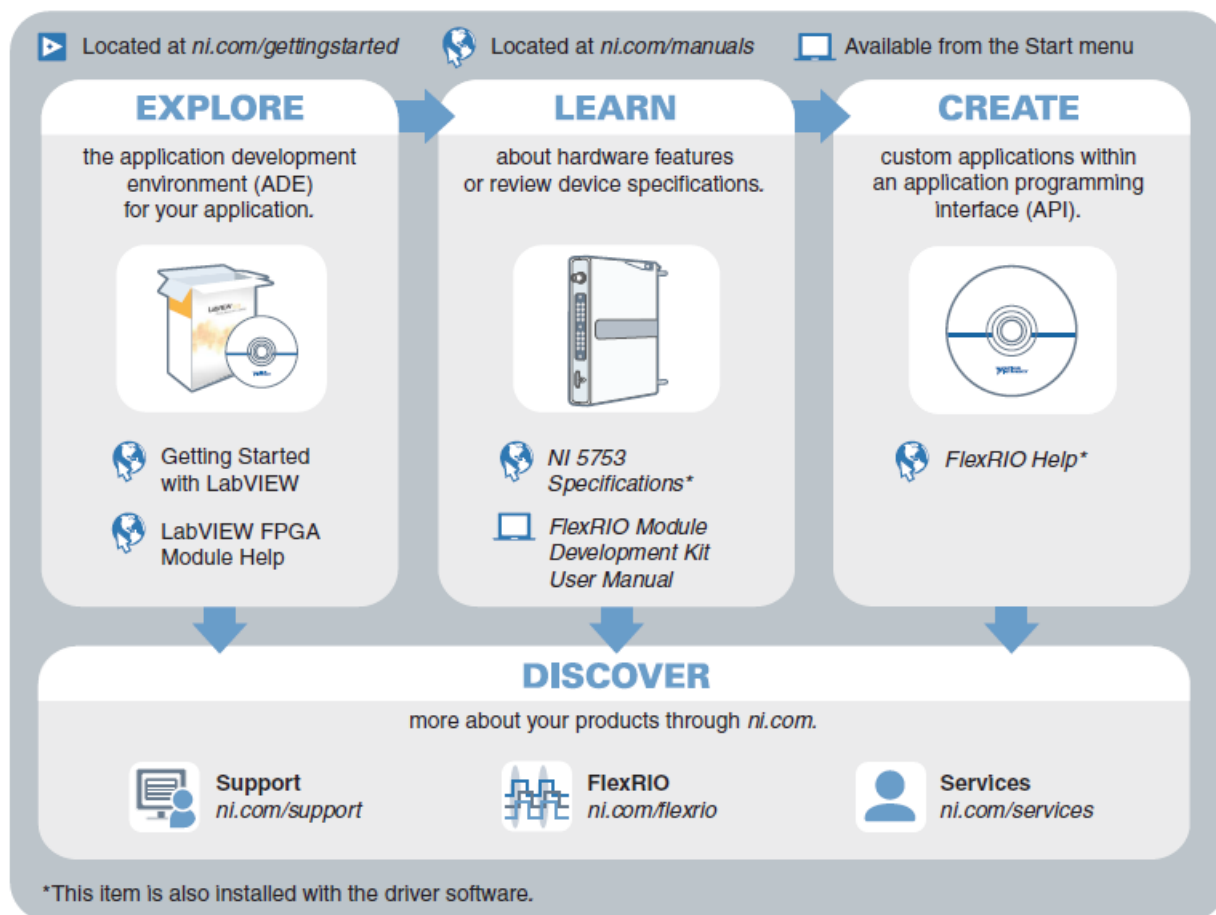 Located at ni.com/gettingstarted
Located at ni.com/manuals
Available from the Start menu
EXPLORE
the application development
environment (ADE)
for your application.
LabVIEW
Getting Started
with LabVIEW
LabVIEW FPGA
Module Help
LEARN
about hardware features
or review device specifications.
NI 5753
Specifications*
FlexRIO Module
Development Kit
User Manual
CREATE
custom applications within
an application programming
interface (API).
FlexRIO Help*
DISCOVER
more about your products through ni.com.
Support
ni.com/support
FlexRIO
ni.com/flexrio
Services
ni.com/services
*This item is also installed with the driver software.